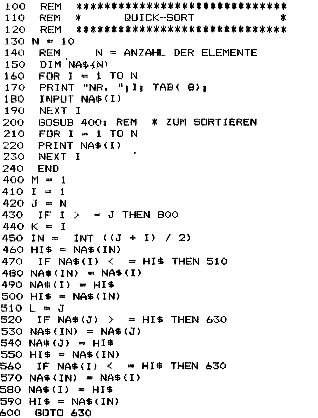 100 REM ****************************
110 REM * QUICK-SORT *
120 REM ****************************
130 N = 10
140 REM N = ANZAHL DER ELEMENTE
150 DIM NA$(N)
160 FOR I = 1 TO N
170 PRINT "NR. ";I; TAB( 8);
180 INPUT NA$(I)
190 NEXT I
200 GOSUB 400: REM * ZUM SORTIEREN
210 FOR I = 1 TO N
220 PRINT NA$(I)
230 NEXT I
240 END
400 M = 1
410 I = 1
420 J = N
430 IF I > = J THEN 800
440 K = I
450 IN = INT ((J + I) / 2)
460 HI$ = NA$(IN)
470 IF NA$(I) < = HI$ THEN 510
480 NA$(IN) = NA$(I)
490 NA$(I) = HI$
500 HI$ = NA$(IN)
510 L = J
520 IF NA$(J) > = HI$ THEN 630
530 NA$(IN) = NA$(J)
540 NA$(J) = HI$
550 HI$ = NA$(IN)
560 IF NA$(I) < = HI$ THEN 630
570 NA$(IN) = NA$(I)
580 NA$(I) = HI$
590 HI$ = NA$(IN)
600 GOTO 630